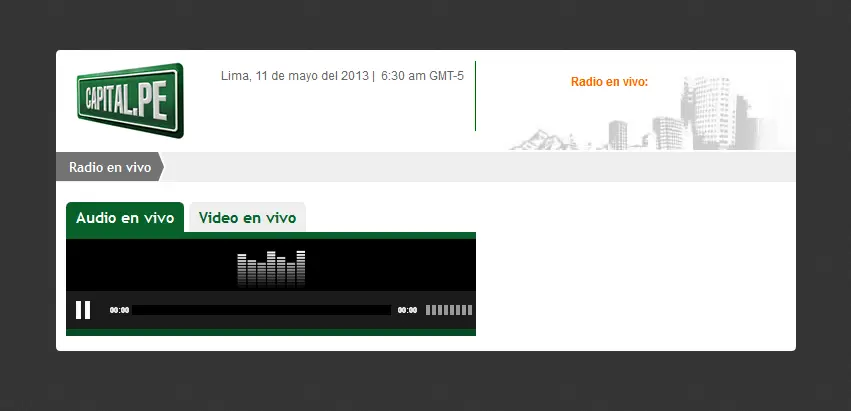 CAPITAL.PE
Lima, 11 de mayo del 2013 | 6:30 am GMT-5
Radio en vivo:
Radio en vivo
Audio en vivo
Video en vivo
00:00
00:00